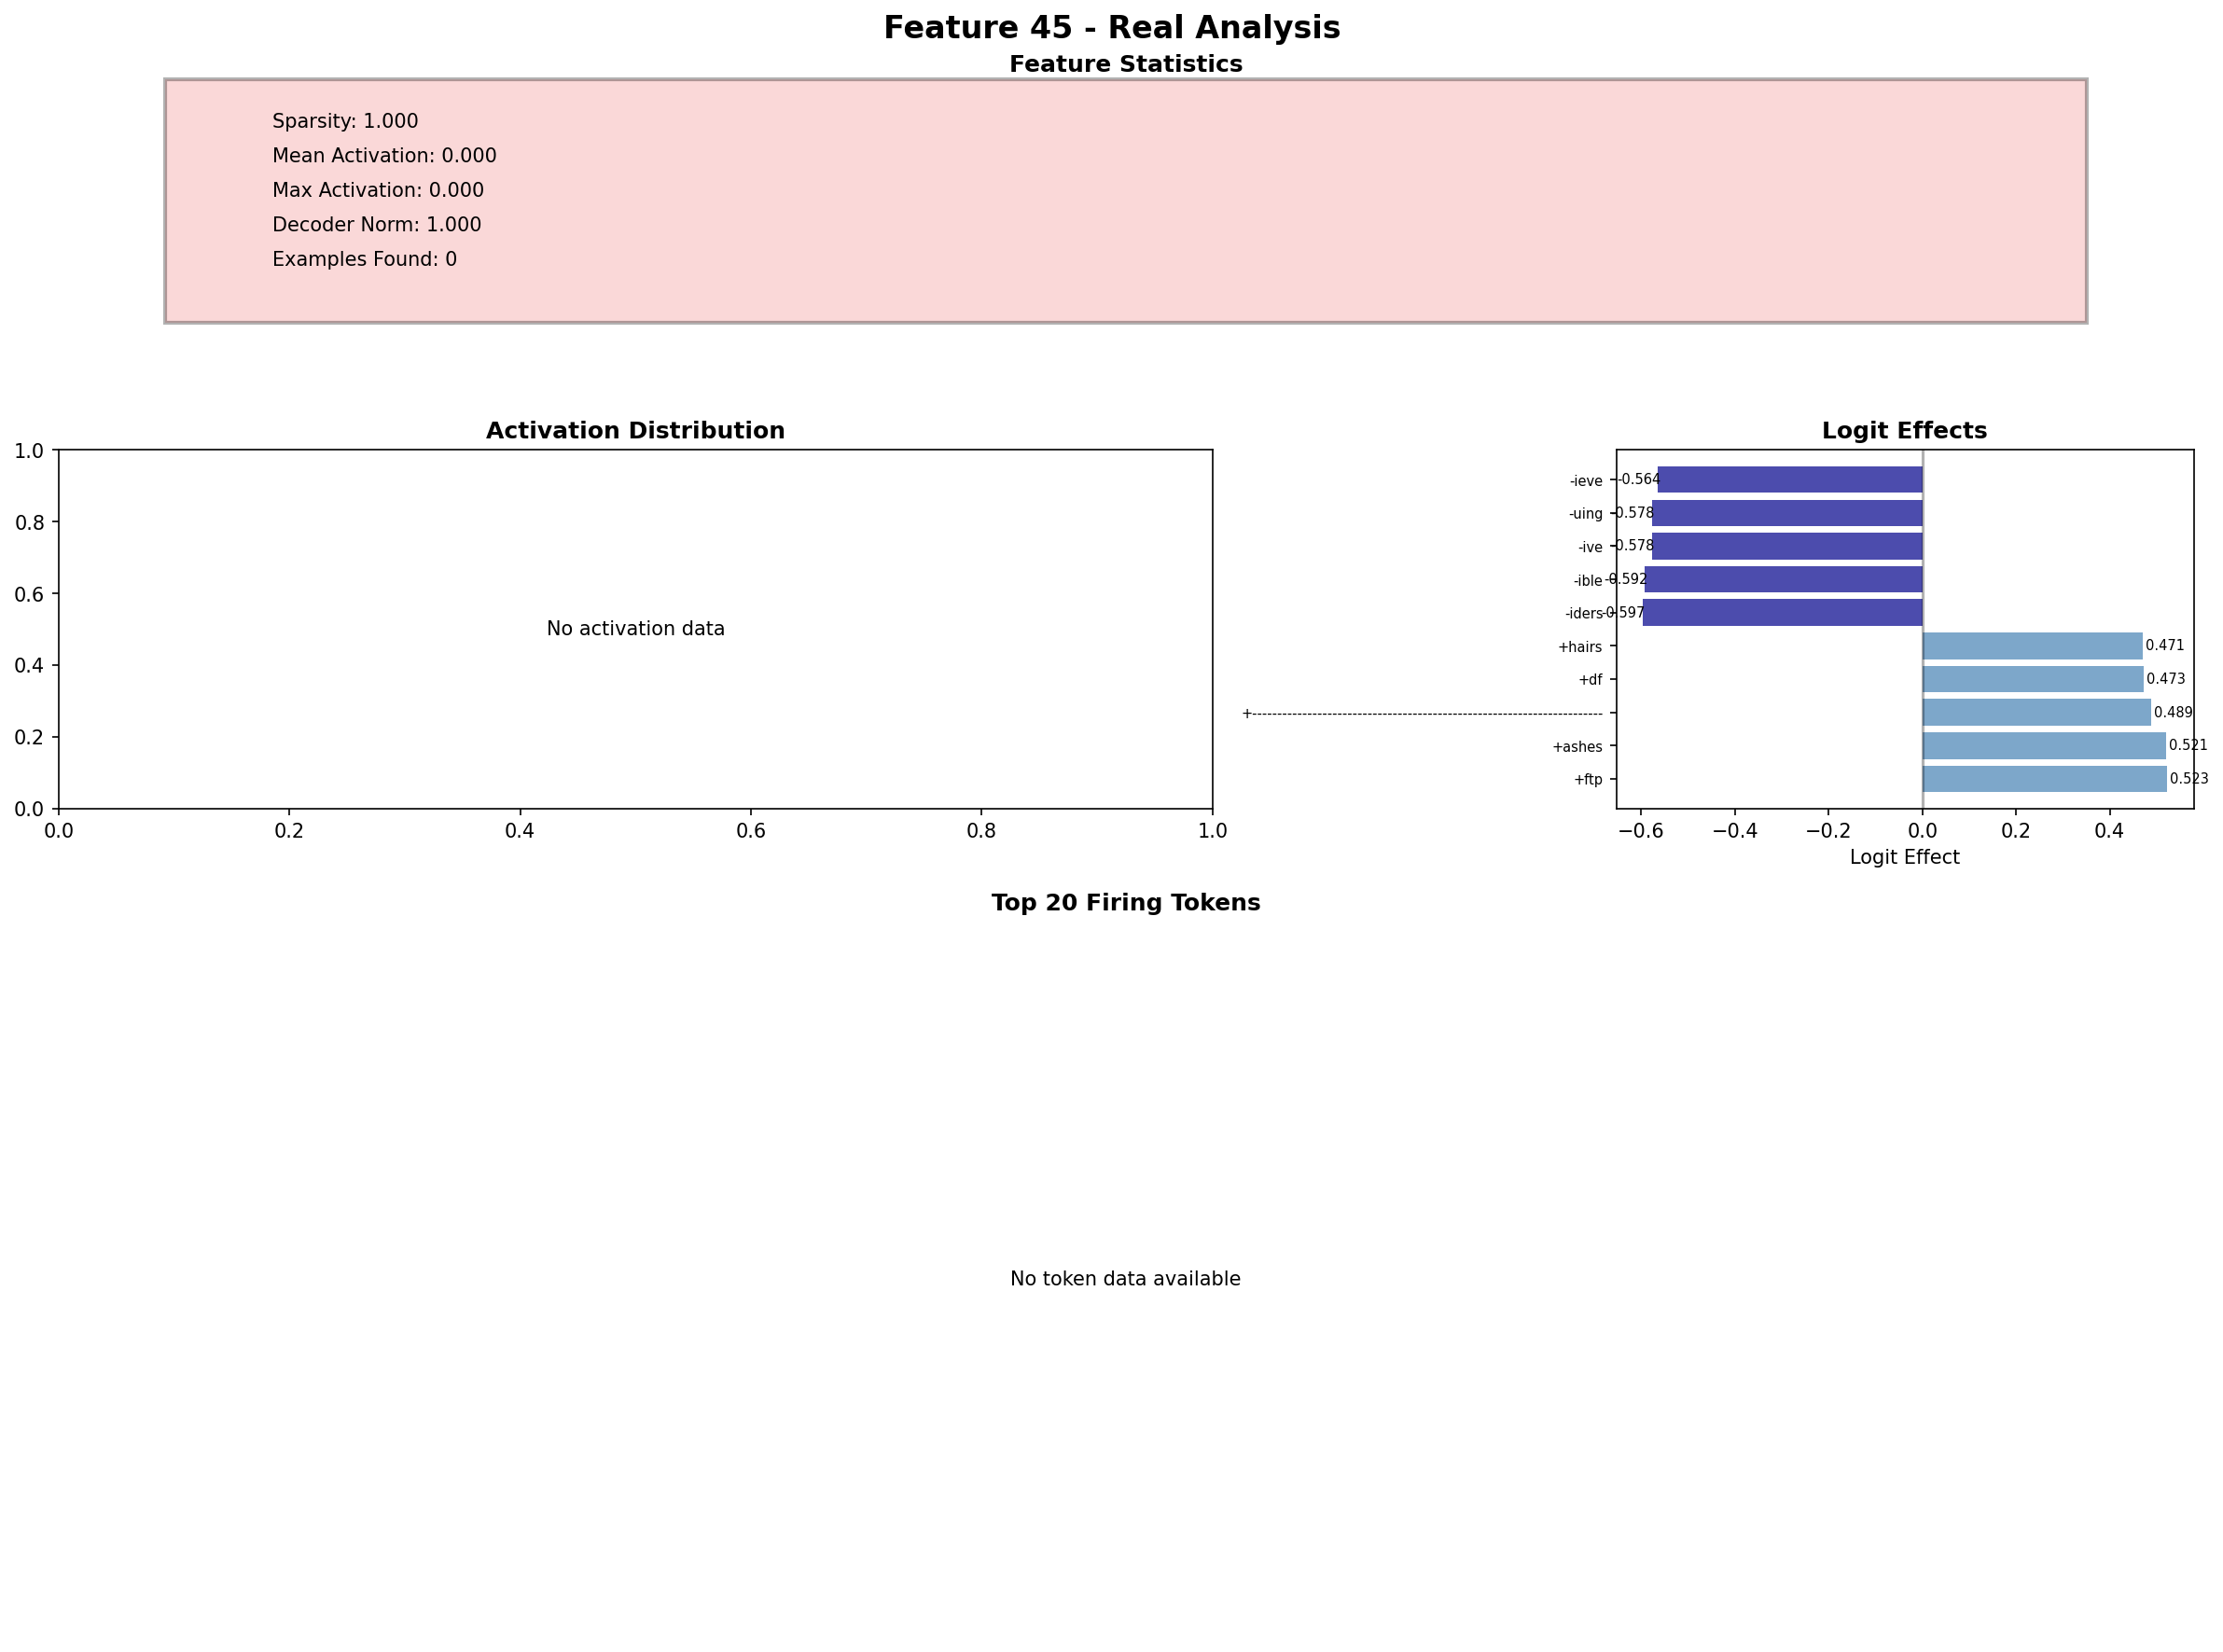 Feature 45 - Real Analysis
Feature Statistics
Sparsity: 1.000
Mean Activation: 0.000
Max Activation: 0.000
Decoder Norm: 1.000
Examples Found: 0
Activation Distribution
1.0
0.8
0.6
0.4
0.2
0.0
No activation data
0.0 0.2 0.4 0.6 0.8 1.0
Logit Effects
-ieve -0.564
-uing -0.578
-ive -0.578
-ible -0.592
-iders -0.597
+hairs 0.471
+df 0.473
+---------------------------------------------------------------- 0.489
+ashes 0.521
+ftp 0.523
−0.6 −0.4 −0.2 0.0 0.2 0.4
Logit Effect
Top 20 Firing Tokens
No token data available